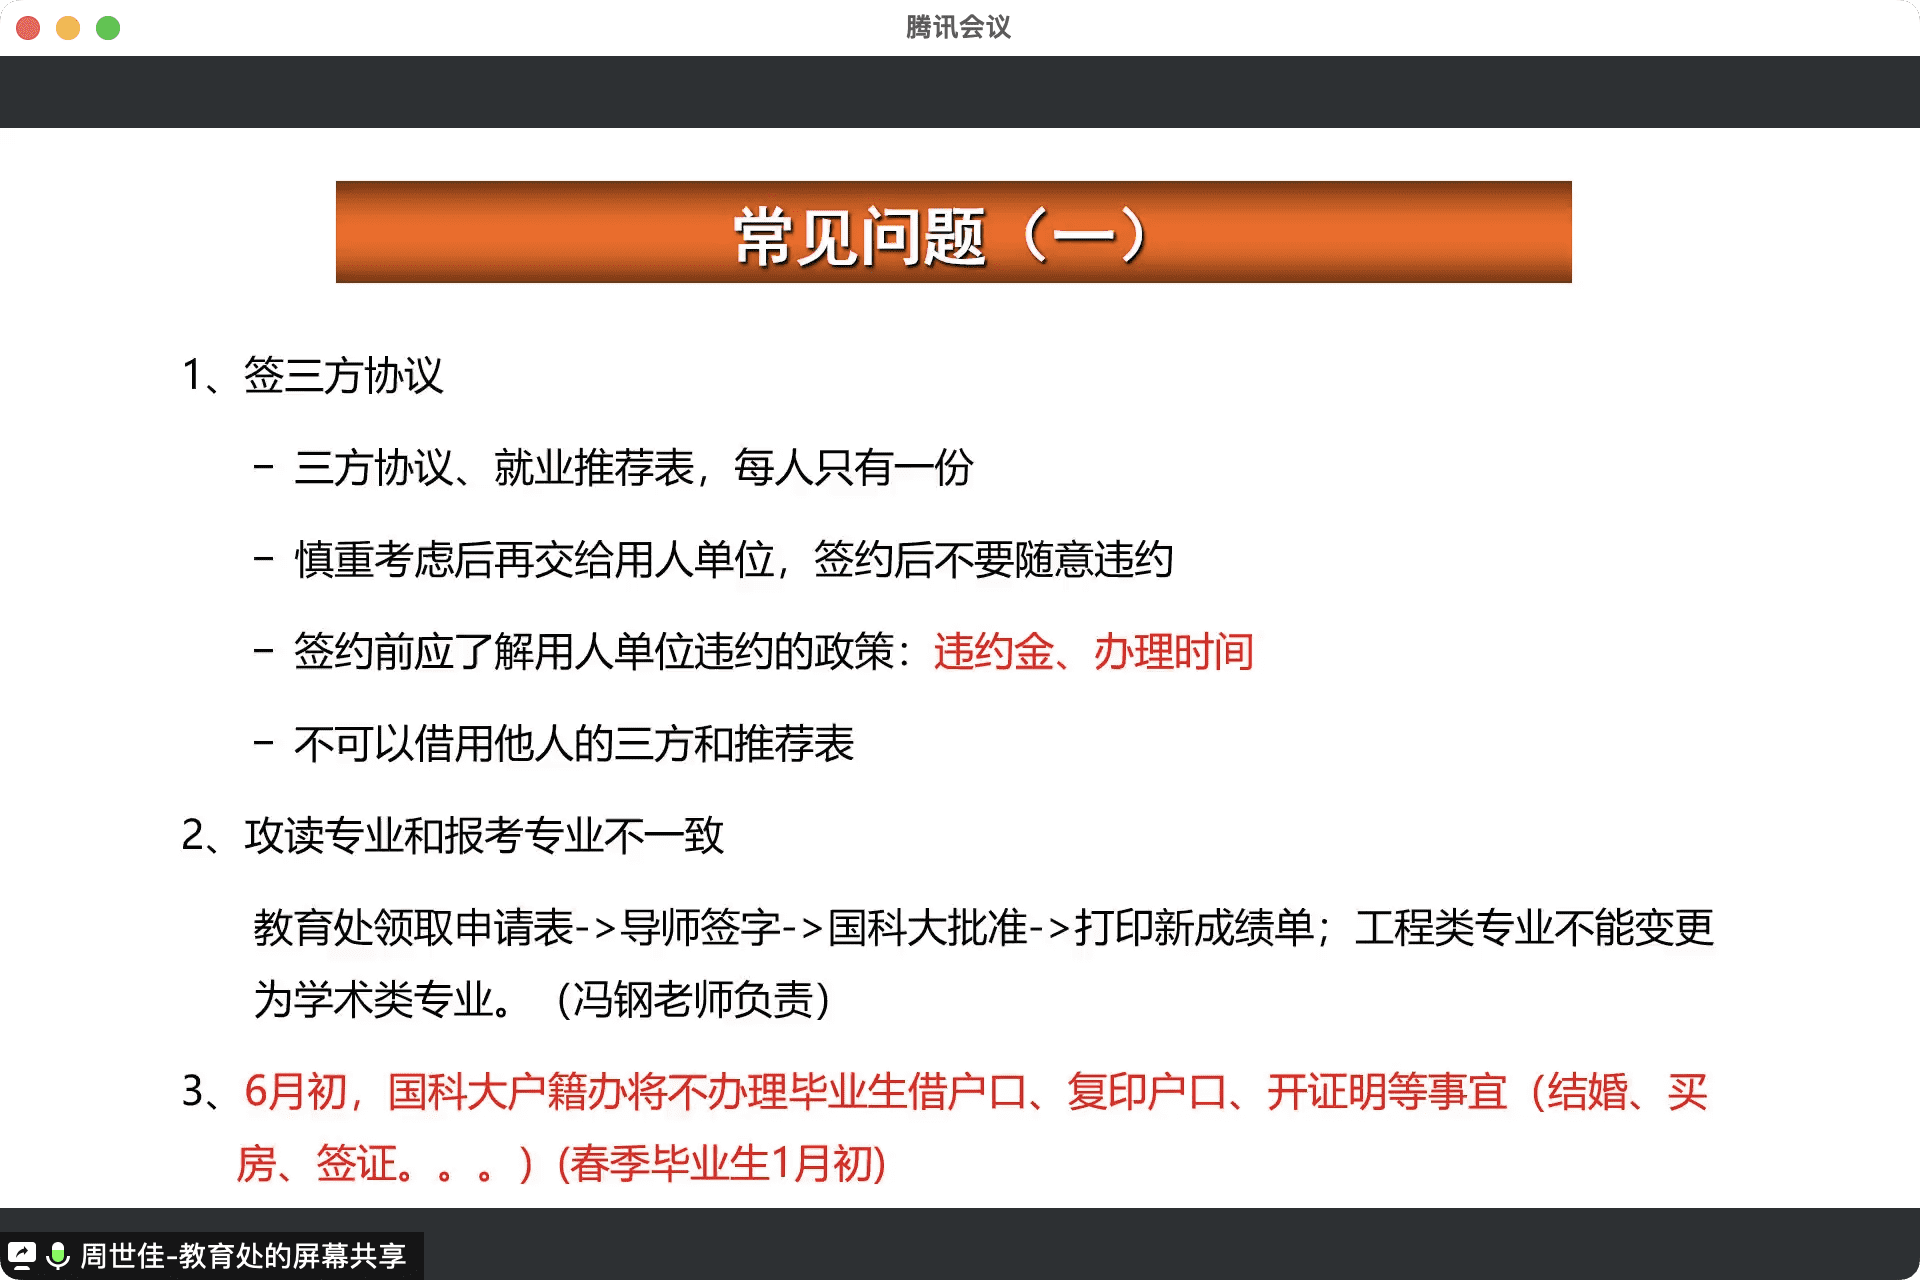 腾讯会议
常见问题（一）
1、签三方协议
– 三方协议、就业推荐表，每人只有一份
– 慎重考虑后再交给用人单位，签约后不要随意违约
– 签约前应了解用人单位违约的政策：违约金、办理时间
– 不可以借用他人的三方和推荐表
2、攻读专业和报考专业不一致
教育处领取申请表->导师签字->国科大批准->打印新成绩单；工程类专业不能变更
为学术类专业。（冯钢老师负责）
3、6月初，国科大户籍办将不办理毕业生借户口、复印户口、开证明等事宜（结婚、买
房、签证。。。）(春季毕业生1月初)
周世佳-教育处的屏幕共享